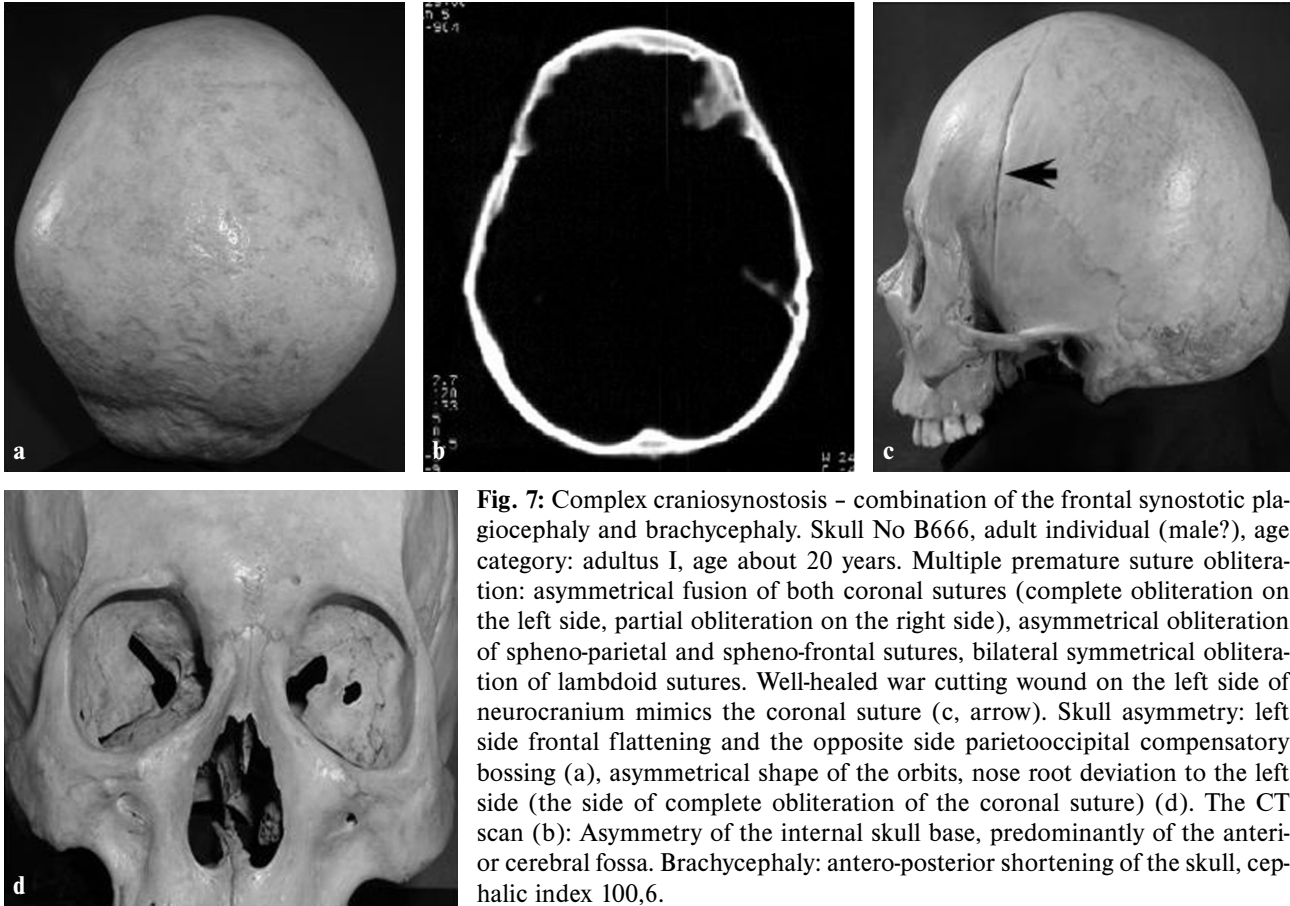 a
b
c
d
Fig. 7: Complex craniosynostosis – combination of the frontal synostotic pla-
giocephaly and brachycephaly. Skull No B666, adult individual (male?), age
category: adultus I, age about 20 years. Multiple premature suture oblitera-
tion: asymmetrical fusion of both coronal sutures (complete obliteration on
the left side, partial obliteration on the right side), asymmetrical obliteration
of spheno-parietal and spheno-frontal sutures, bilateral symmetrical oblitera-
tion of lambdoid sutures. Well-healed war cutting wound on the left side of
neurocranium mimics the coronal suture (c, arrow). Skull asymmetry: left
side frontal flattening and the opposite side parietooccipital compensatory
bossing (a), asymmetrical shape of the orbits, nose root deviation to the left
side (the side of complete obliteration of the coronal suture) (d). The CT
scan (b): Asymmetry of the internal skull base, predominantly of the anteri-
or cerebral fossa. Brachycephaly: antero-posterior shortening of the skull, cep-
halic index 100,6.